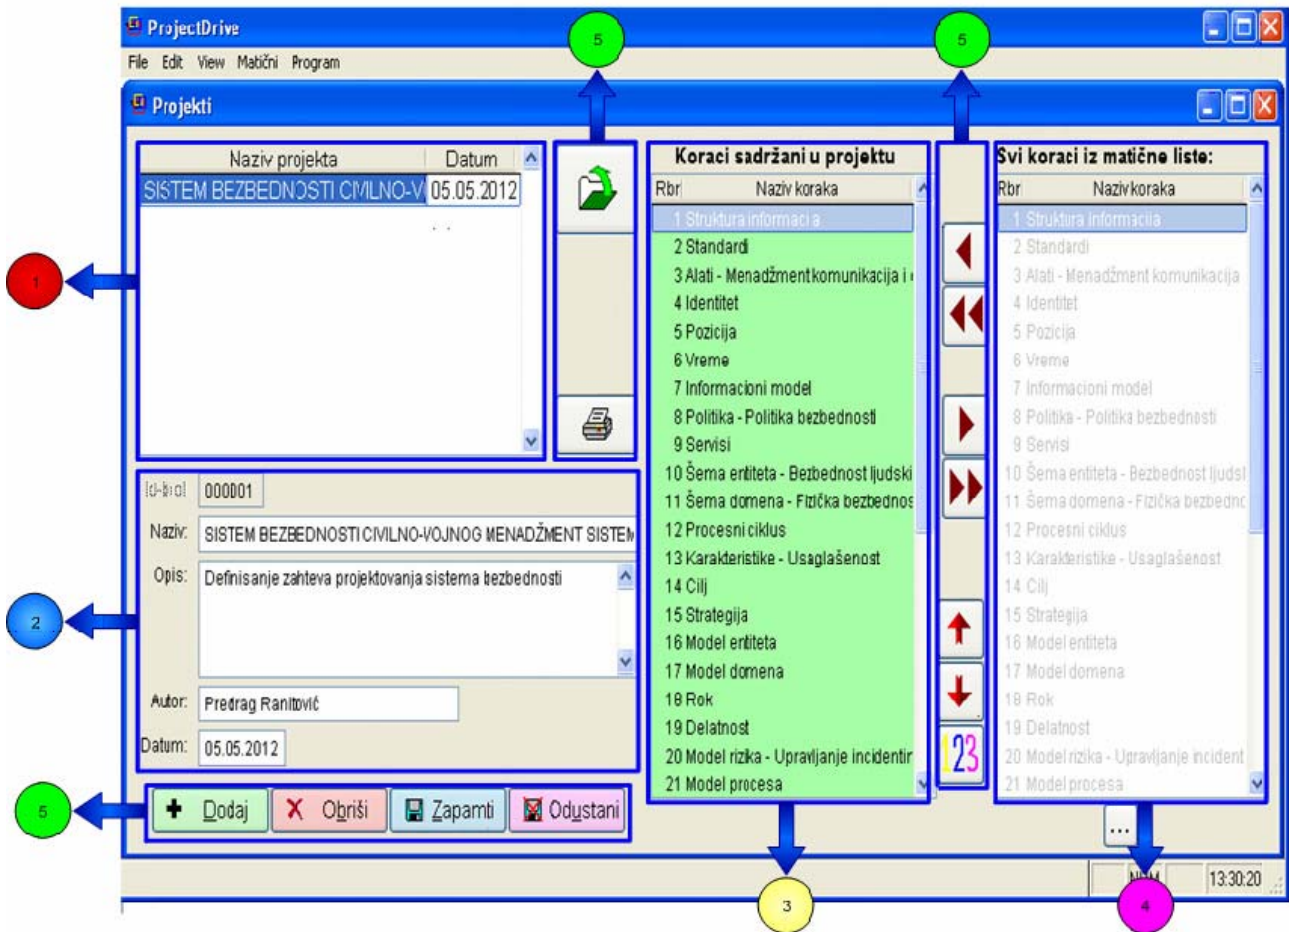 ProjectDrive
File Edit View Matični Program
Projekti
5
5
Naziv projekta Datum
SISTEM BEZBEDNOSTI CIVILNO-V 05.05.2012
1
Id-broj 000001
Naziv: SISTEM BEZBEDNOSTI CIVILNO-VOJNOG MENADŽMENT SISTEM
Opis: Definisanje zahteva projektovanja sistema bezbednosti
2
Autor: Predrag Ranitović
Datum: 05.05.2012
5
Dodaj Obriši Zapamti Odustani
Koraci sadržani u projektu
Rbr Naziv koraka
1 Struktura informacija
2 Standardi
3 Alati - Menadžment komunikacija i
4 Identitet
5 Pozicija
6 Vreme
7 Informacioni model
8 Politika - Politika bezbednosti
9 Servisi
10 Šema entiteta - Bezbednost ljudski
11 Šema domena - Fizička bezbednos
12 Procesni ciklus
13 Karakteristike - Usaglašenost
14 Cilj
15 Strategija
16 Model entiteta
17 Model domena
18 Rok
19 Delatnost
20 Model rizika - Upravljanje incidentin
21 Model procesa
3
123
Svi koraci iz matične liste:
Rbr Naziv koraka
1 Struktura Informacija
2 Standardi
3 Alati - Menadžment komunikacija
4 Identitet
5 Pozicija
6 Vreme
7 Informacioni model
8 Politika - Politika bezbednosti
9 Servisi
10 Šema entiteta - Bezbednost ljudsl
11 Šema domena - Fizička bezbednc
12 Procesni ciklus
13 Karakteristike - Usaglašenost
14 Cilj
15 Strategija
16 Model entiteta
17 Model domena
18 Rok
19 Delatnost
20 Model rizika - Upravljanje incident
21 Model procesa
...
4
NUM 13:30:20